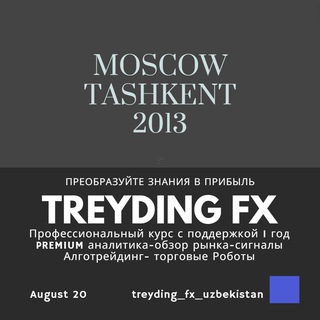 MOSCOW
TASHKENT
2013
ПРЕОБРАЗУЙТЕ ЗНАНИЯ В ПРИБЫЛЬ
TREYDING FX
Профессиональный курс с поддержкой 1 год
PREMIUM аналитика-обзор рынка-сигналы
Алготрейдинг- торговые Роботы
August 20
treyding_fx_uzbekistan